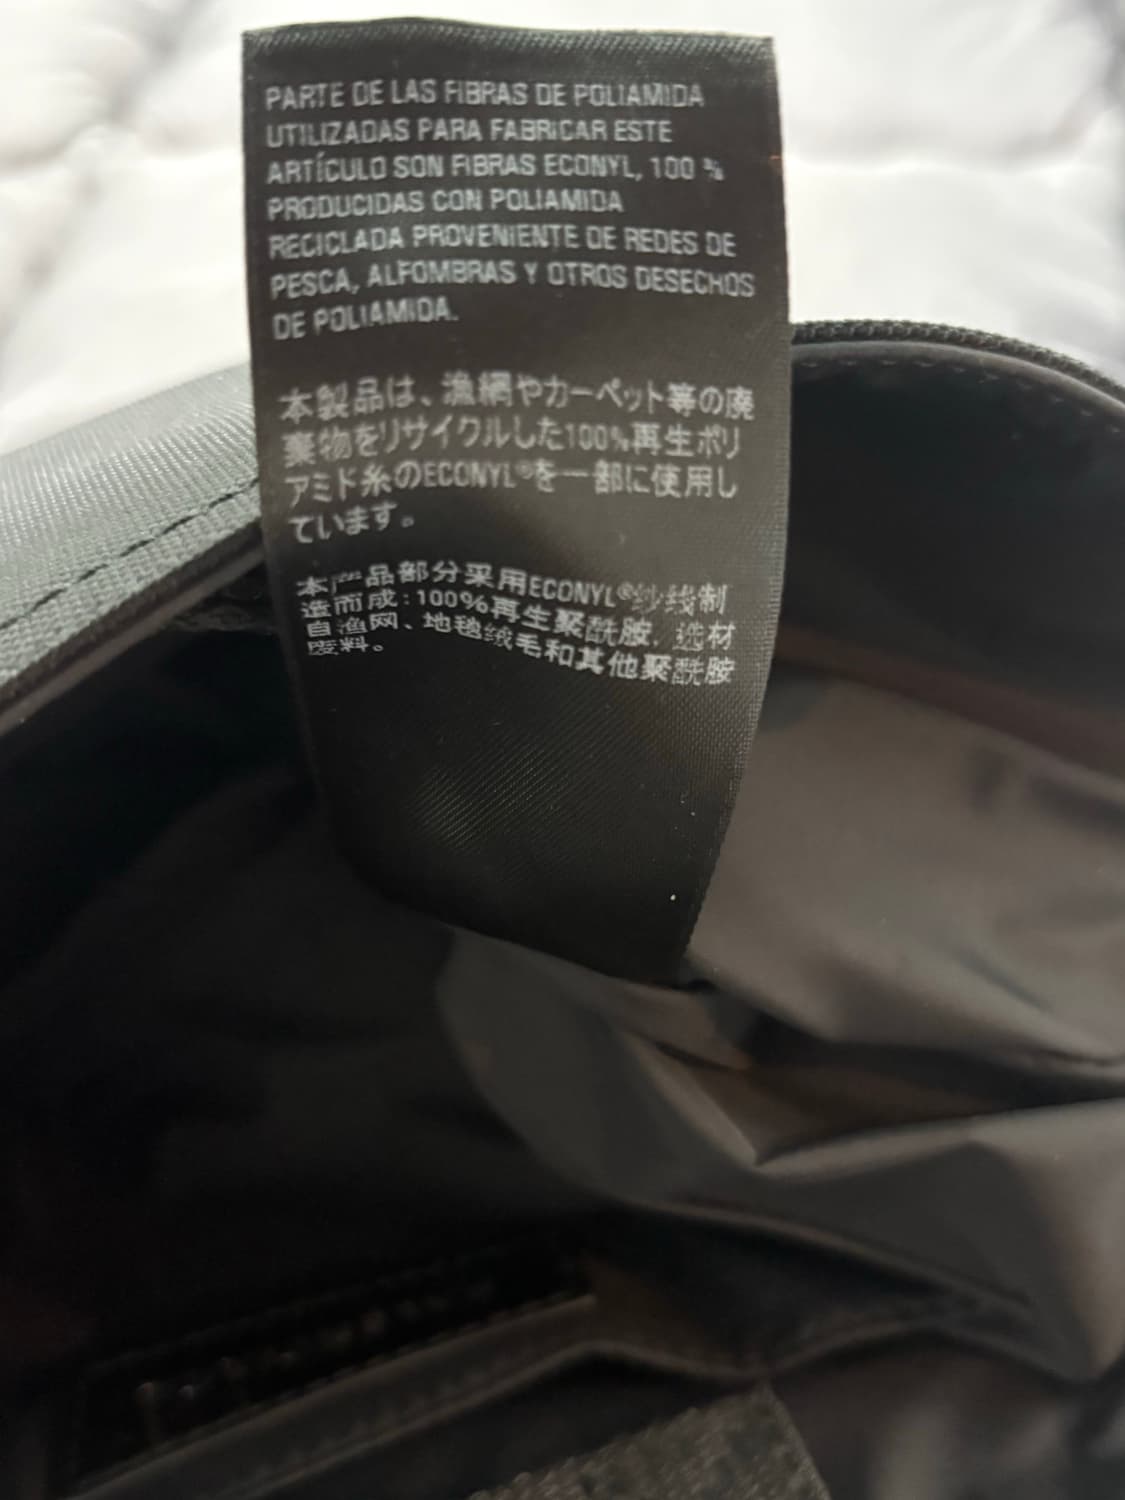 PARTE DE LAS FIBRAS DE POLIAMIDA
UTILIZADAS PARA FABRICAR ESTE
ARTÍCULO SON FIBRAS ECONYL, 100 %
PRODUCIDAS CON POLIAMIDA
RECICLADA PROVENIENTE DE REDES DE
PESCA, ALFOMBRAS Y OTROS DESECHOS
DE POLIAMIDA.
本製品は、漁網やカーペット等の廃
棄物をリサイクルした100%再生ポリ
アミド糸のECONYL®を一部に使用し
ています。
本产品部分采用ECONYL®纱线制
造而成:100%再生聚酰胺, 选材
自渔网、地毯绒毛和其他聚酰胺
废料。